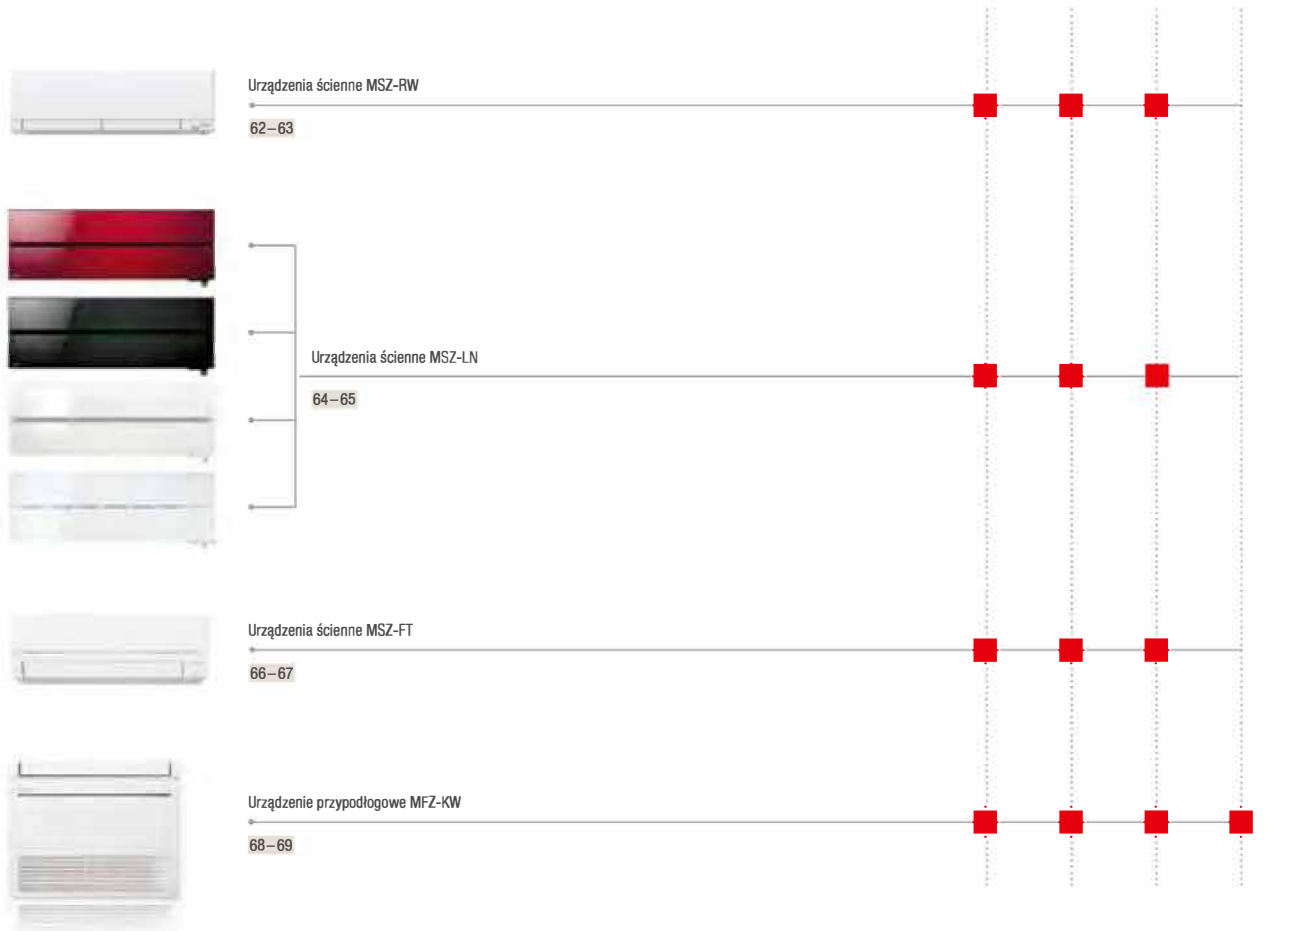 Urządzenia ścienne MSZ-RW
62–63
Urządzenia ścienne MSZ-LN
64–65
Urządzenia ścienne MSZ-FT
66–67
Urządzenie przypodłogowe MFZ-KW
68–69